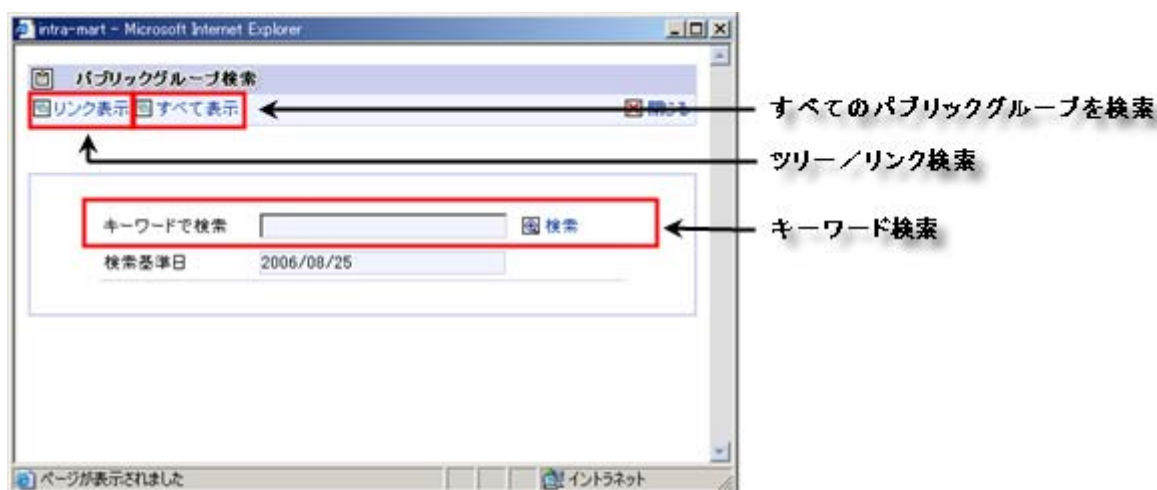 intra-mart - Microsoft Internet Explorer
パブリックグループ検索
リンク表示 すべて表示 閉じる
すべてのパブリックグループを検索
ツリー/リンク検索
キーワードで検索 検索
キーワード検索
検索基準日 2006/08/25
ページが表示されました イントラネット